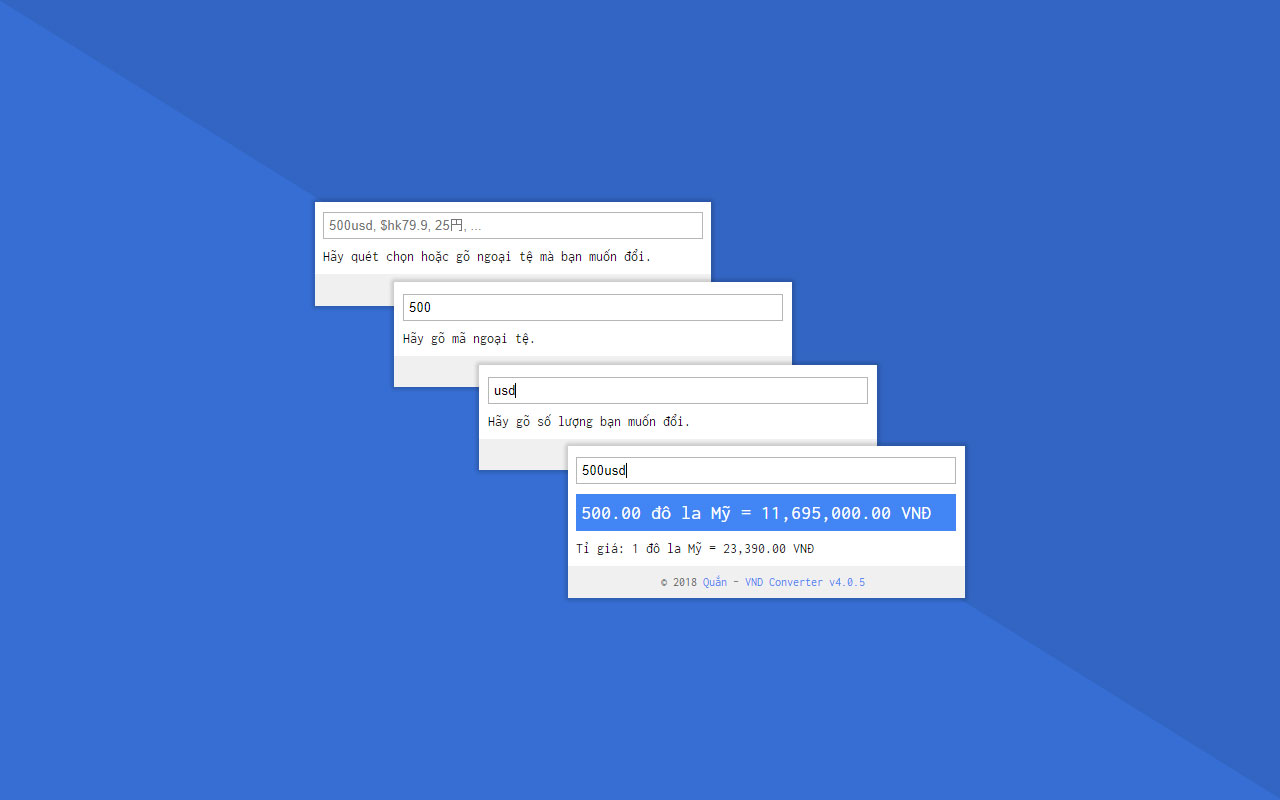 500usd, $hk79.9, 25円, ...
Hãy quét chọn hoặc gõ ngoại tệ mà bạn muốn đổi.
500
Hãy gõ mã ngoại tệ.
usd
Hãy gõ số lượng bạn muốn đổi.
500usd
500.00 đô la Mỹ = 11,695,000.00 VNĐ
Tỉ giá: 1 đô la Mỹ = 23,390.00 VNĐ
© 2018 Quắn - VND Converter v4.0.5